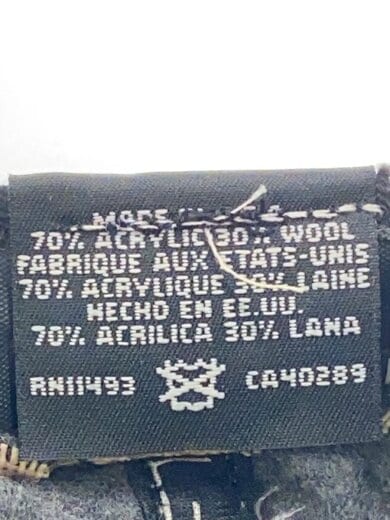 MADE IN
70% ACRYLIC 30% WOOL
FABRIQUE AUX ETATS-UNIS
70% ACRYLIQUE 30% LAINE
HECHO EN EE.UU.
70% ACRILICA 30% LANA
RN11493 CA40289